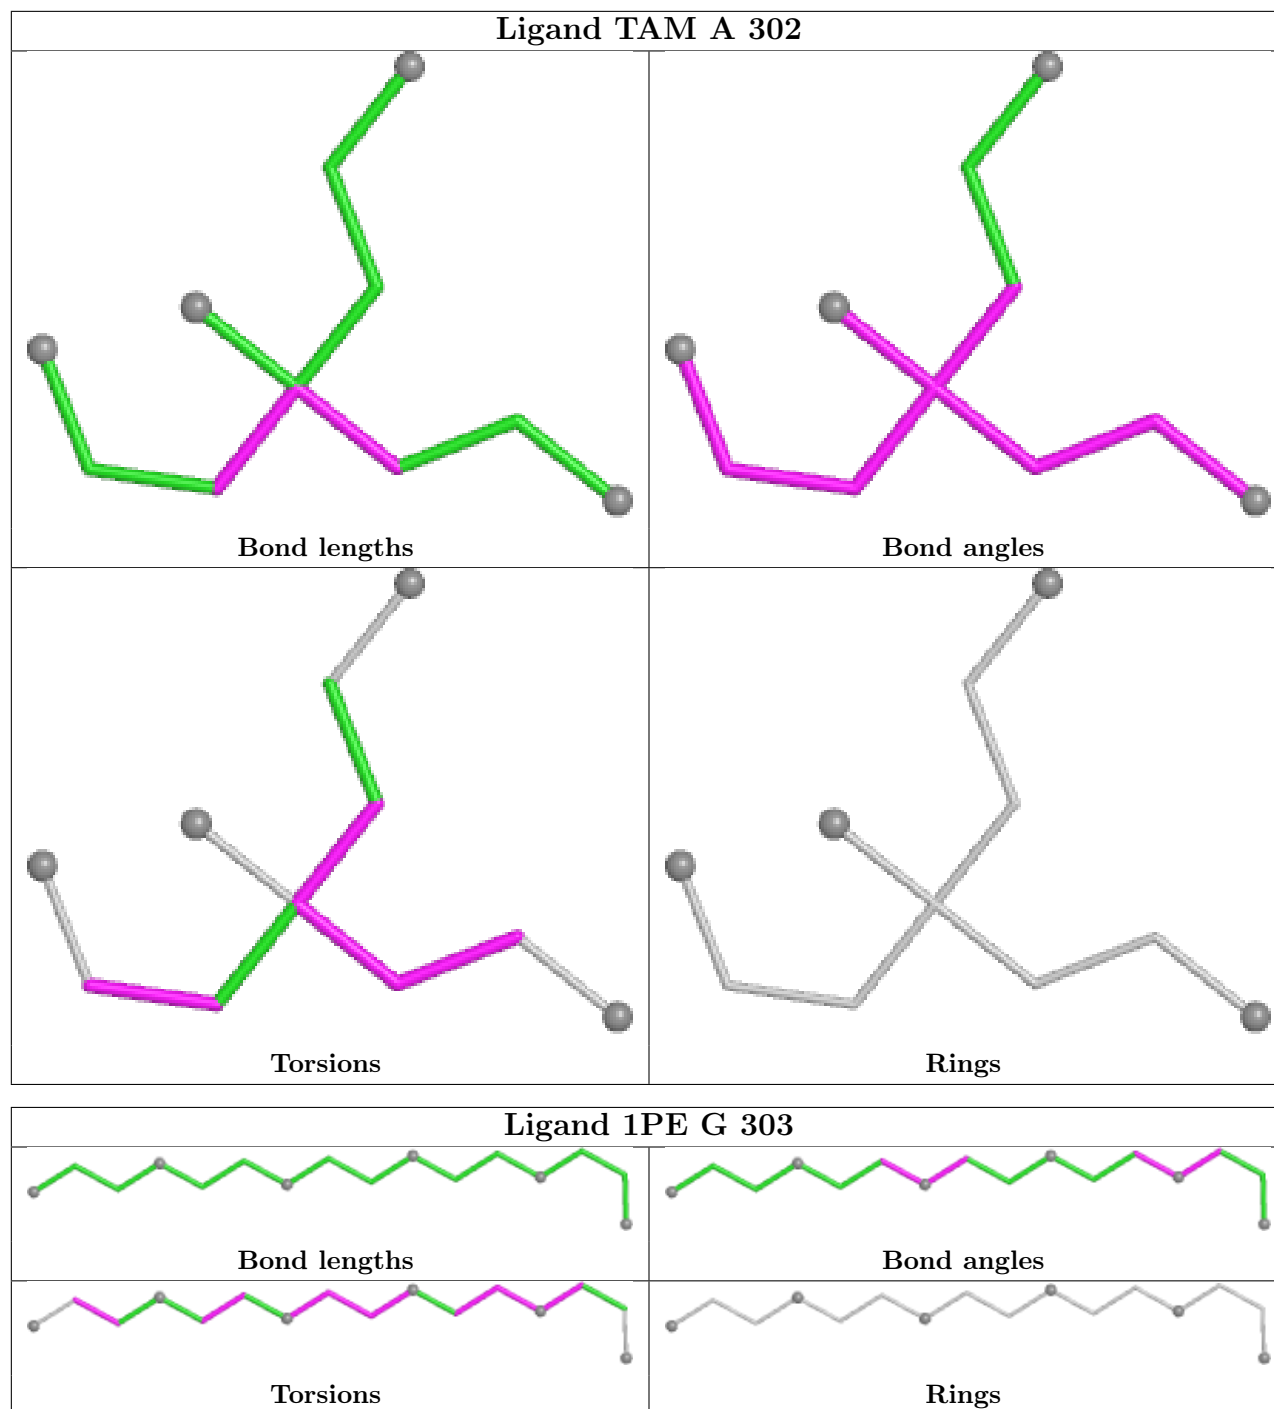 Ligand TAM A 302
Bond lengths
Bond angles
Torsions
Rings
Ligand 1PE G 303
Bond lengths
Bond angles
Torsions
Rings